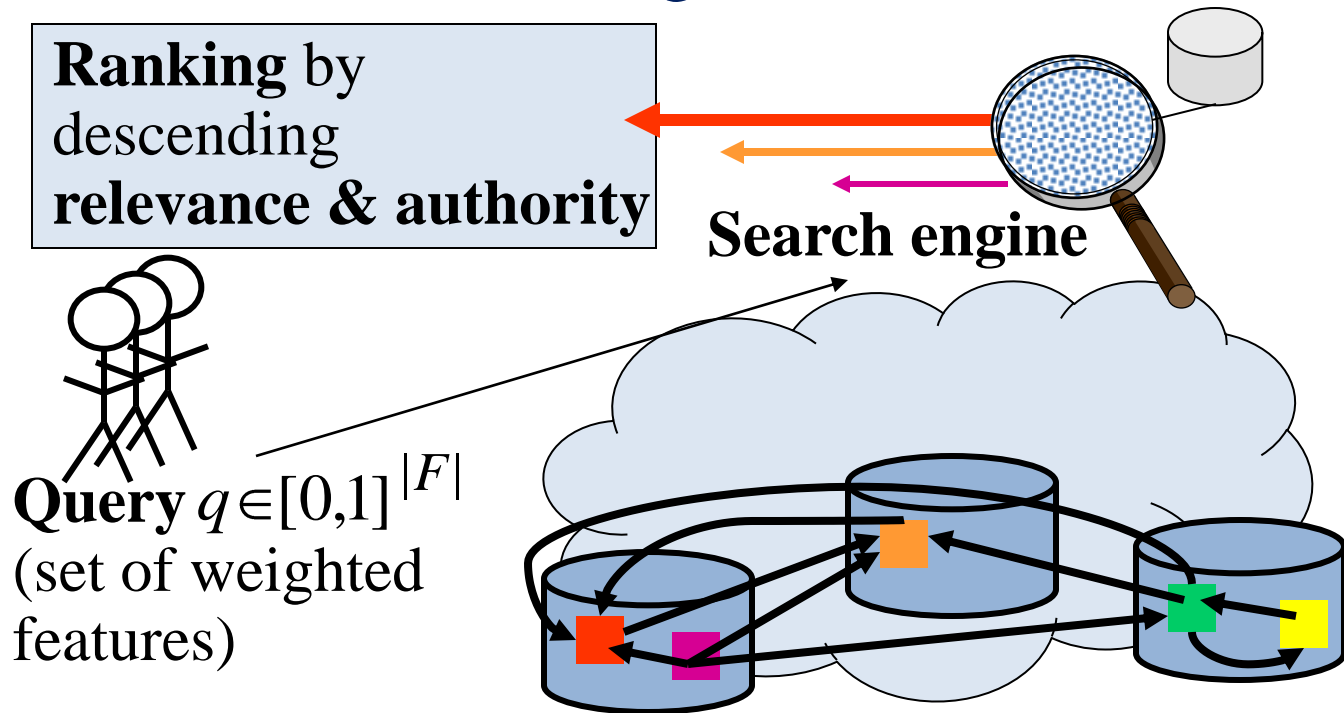 Ranking by
descending
relevance & authority
Search engine
Query q ∈[0,1]^|F|
(set of weighted
features)